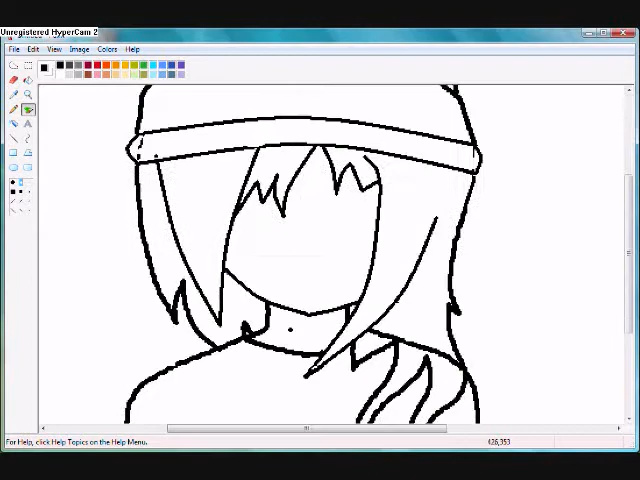 Unregistered HyperCam 2
File Edit View Image Colors Help
For Help, click Help Topics on the Help Menu.
426,353